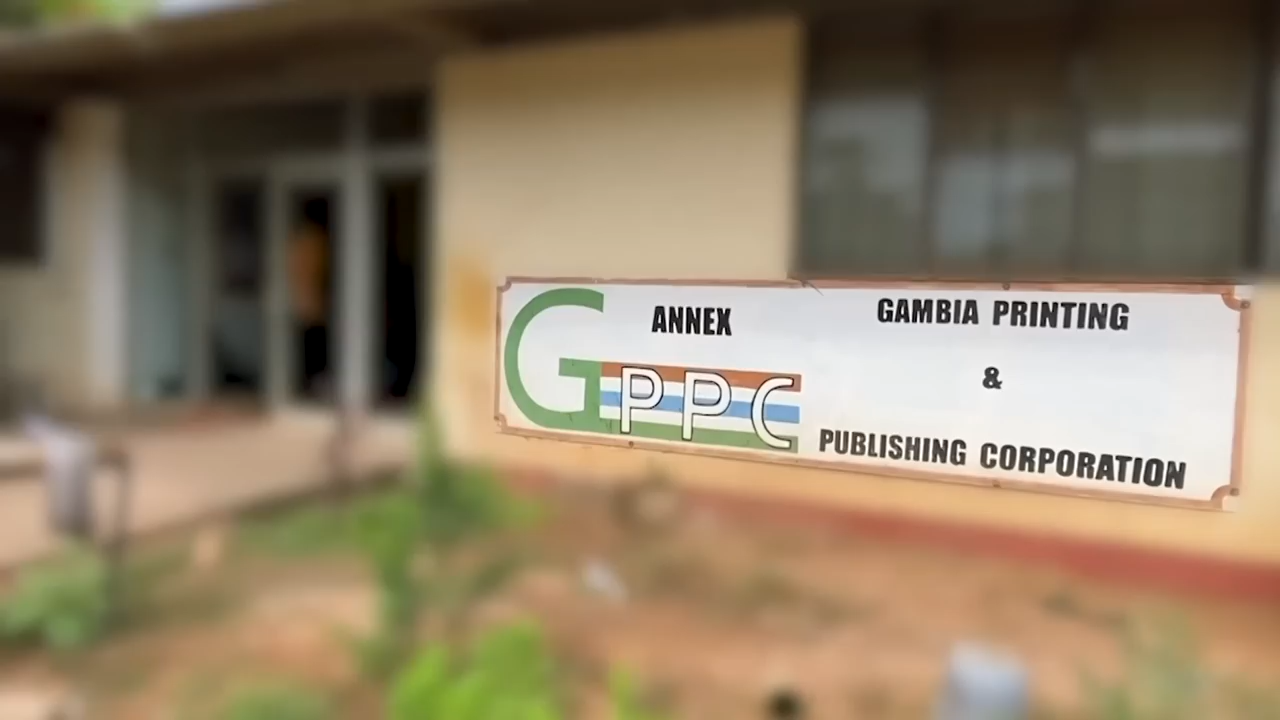 ANNEX
GPPC
GAMBIA PRINTING
&
PUBLISHING CORPORATION